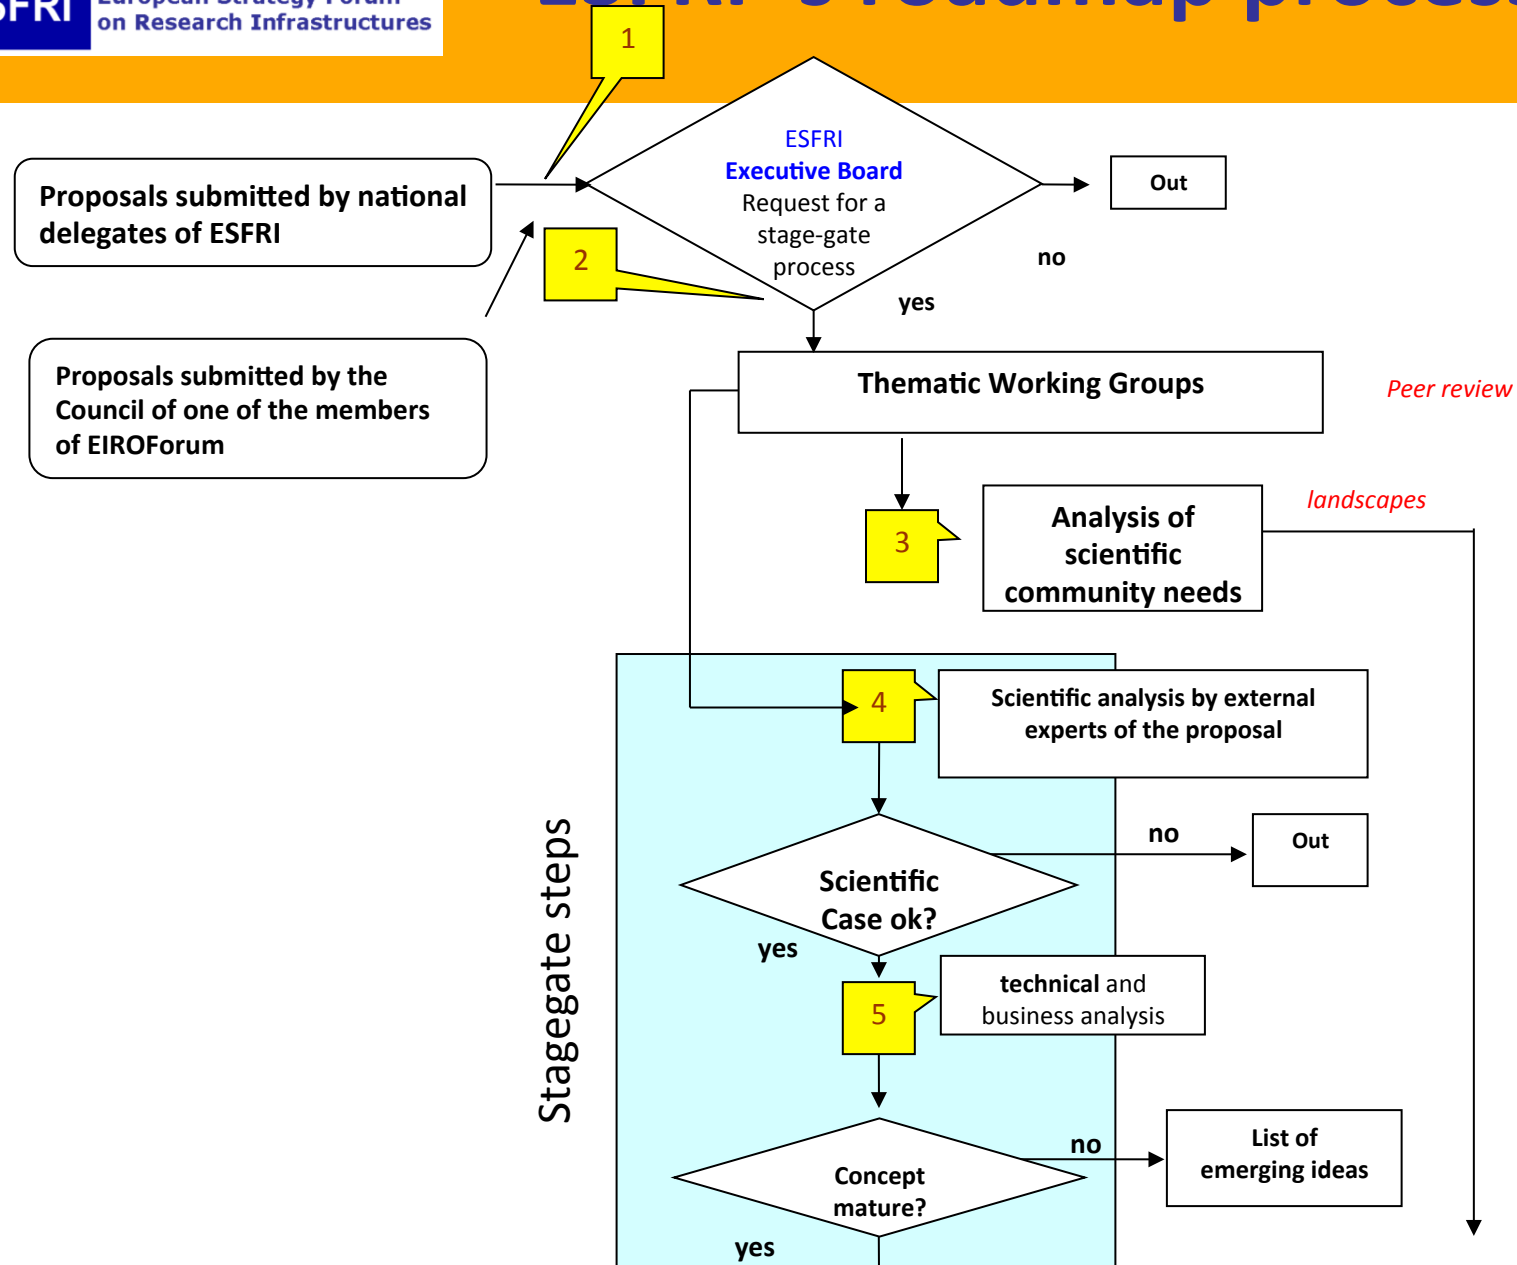 European Strategy Forum
on Research Infrastructures
1
ESFRI
Executive Board
Request for a
stage-gate
process
Out
Proposals submitted by national
delegates of ESFRI
2
no
yes
Proposals submitted by the
Council of one of the members
of EIROForum
Thematic Working Groups
Peer review
3
Analysis of
scientific
community needs
landscapes
4
Scientific analysis by external
experts of the proposal
Stagegate steps
Scientific
Case ok?
no
Out
yes
5
technical and
business analysis
Concept
mature?
no
List of
emerging ideas
yes